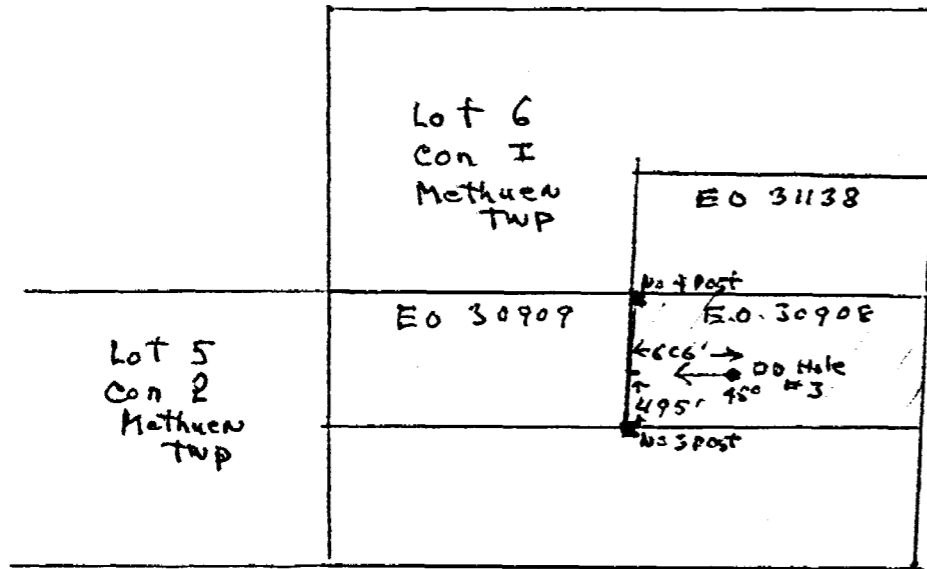 Lot 6
Con I
Methuen
TWP
EO 31138
No 4 Post
EO 30909
E.O. 30908
Lot 5
Con 2
Methuen
TWP
DD Hole
45° #3
495'
No 3 Post